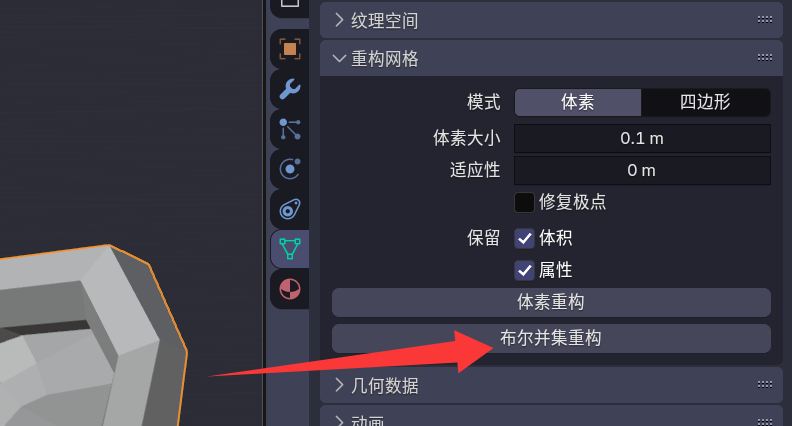 纹理空间
重构网格
模式 体素 四边形
体素大小 0.1 m
适应性 0 m
修复极点
保留 体积
属性
体素重构
布尔并集重构
几何数据
动画